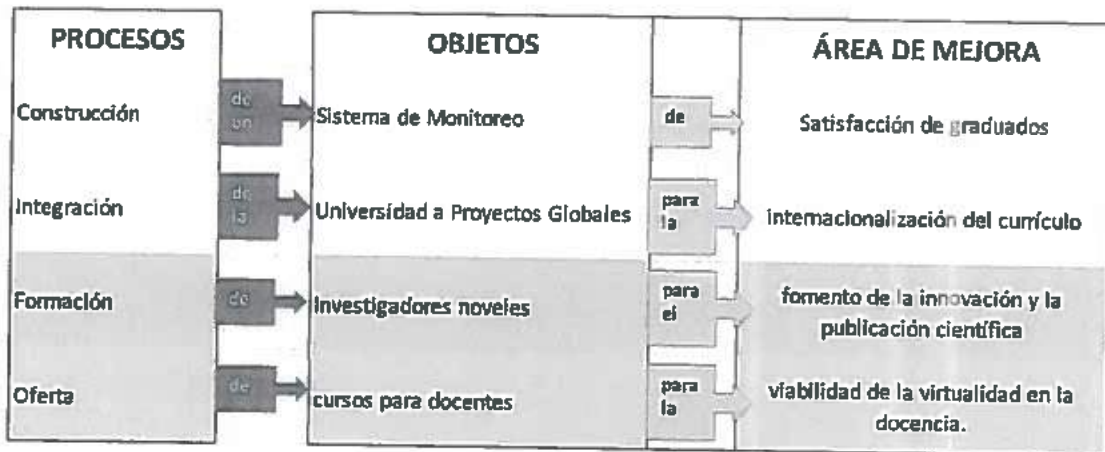 PROCESOS OBJETOS ÁREA DE MEJORA
Construcción de un Sistema de Monitoreo de Satisfacción de graduados
Integración de la Universidad a Proyectos Globales para la internacionalización del currículo
Formación de Investigadores noveles para el fomento de la innovación y la
publicación científica
Oferta de cursos para docentes para la viabilidad de la virtualidad en la
docencia.